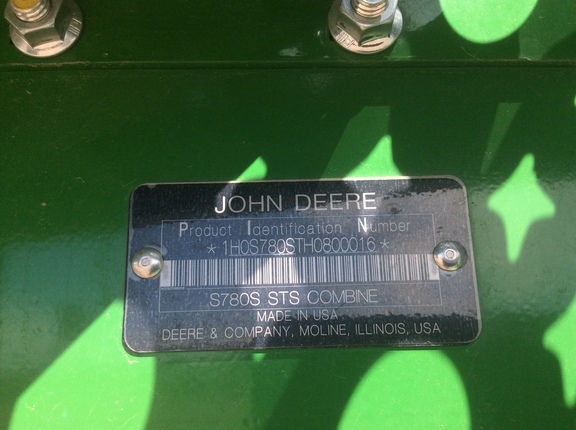 JOHN DEERE
Product Identification Number
*1H0S780STH0800016*
S780S STS COMBINE
MADE IN USA
DEERE & COMPANY, MOLINE, ILLINOIS, USA